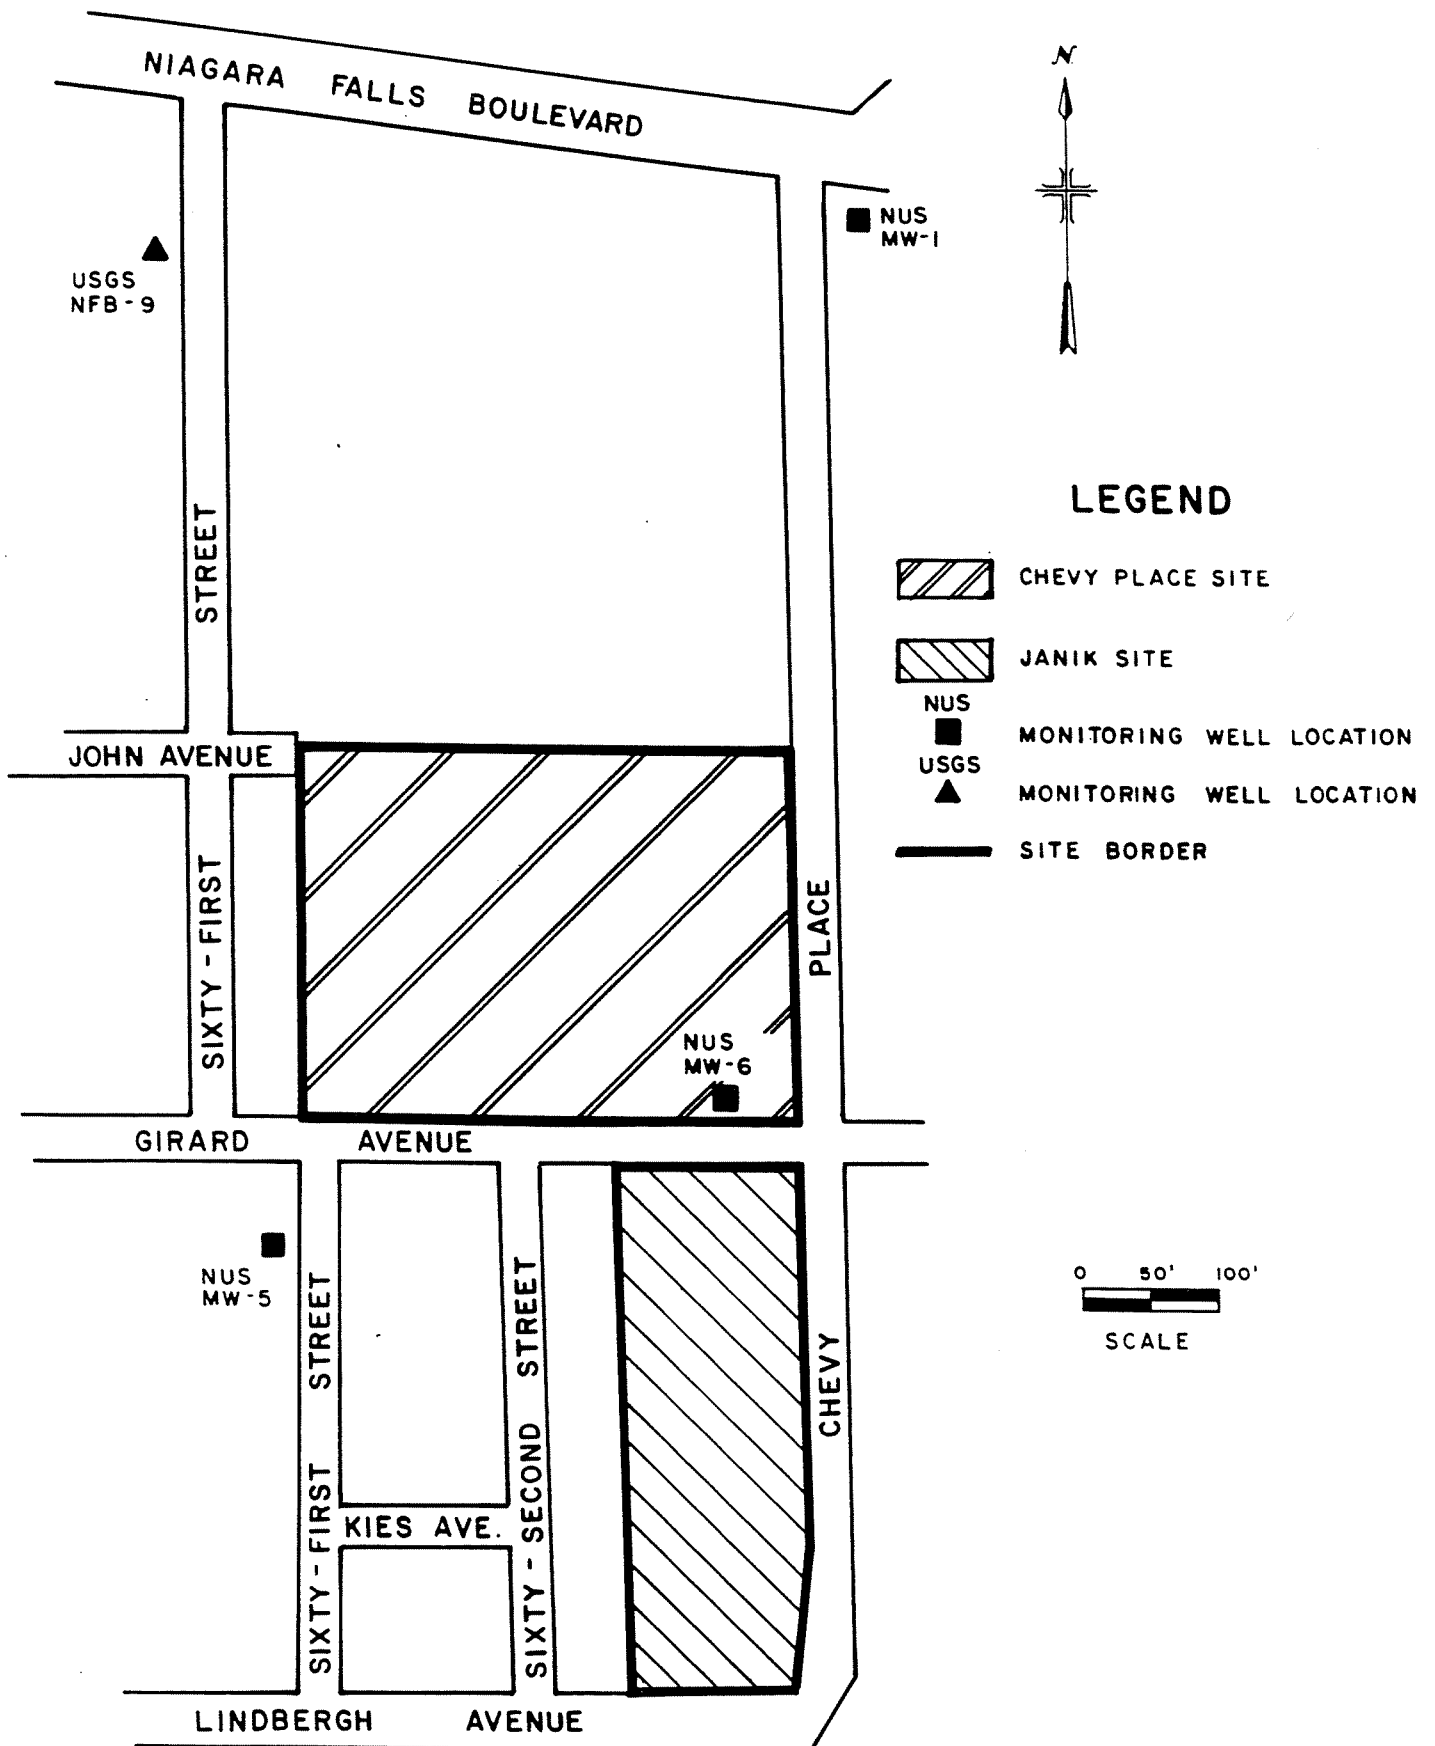 NIAGARA FALLS BOULEVARD
N
NUS
MW-1
USGS
NFB-9
LEGEND
STREET
CHEVY PLACE SITE
JANIK SITE
NUS
MONITORING WELL LOCATION
USGS
MONITORING WELL LOCATION
SITE BORDER
JOHN AVENUE
SIXTY-FIRST
PLACE
NUS
MW-6
GIRARD AVENUE
NUS
MW-5
SIXTY-FIRST STREET
SIXTY-SECOND STREET
CHEVY
0 50' 100'
SCALE
KIES AVE.
LINDBERGH AVENUE